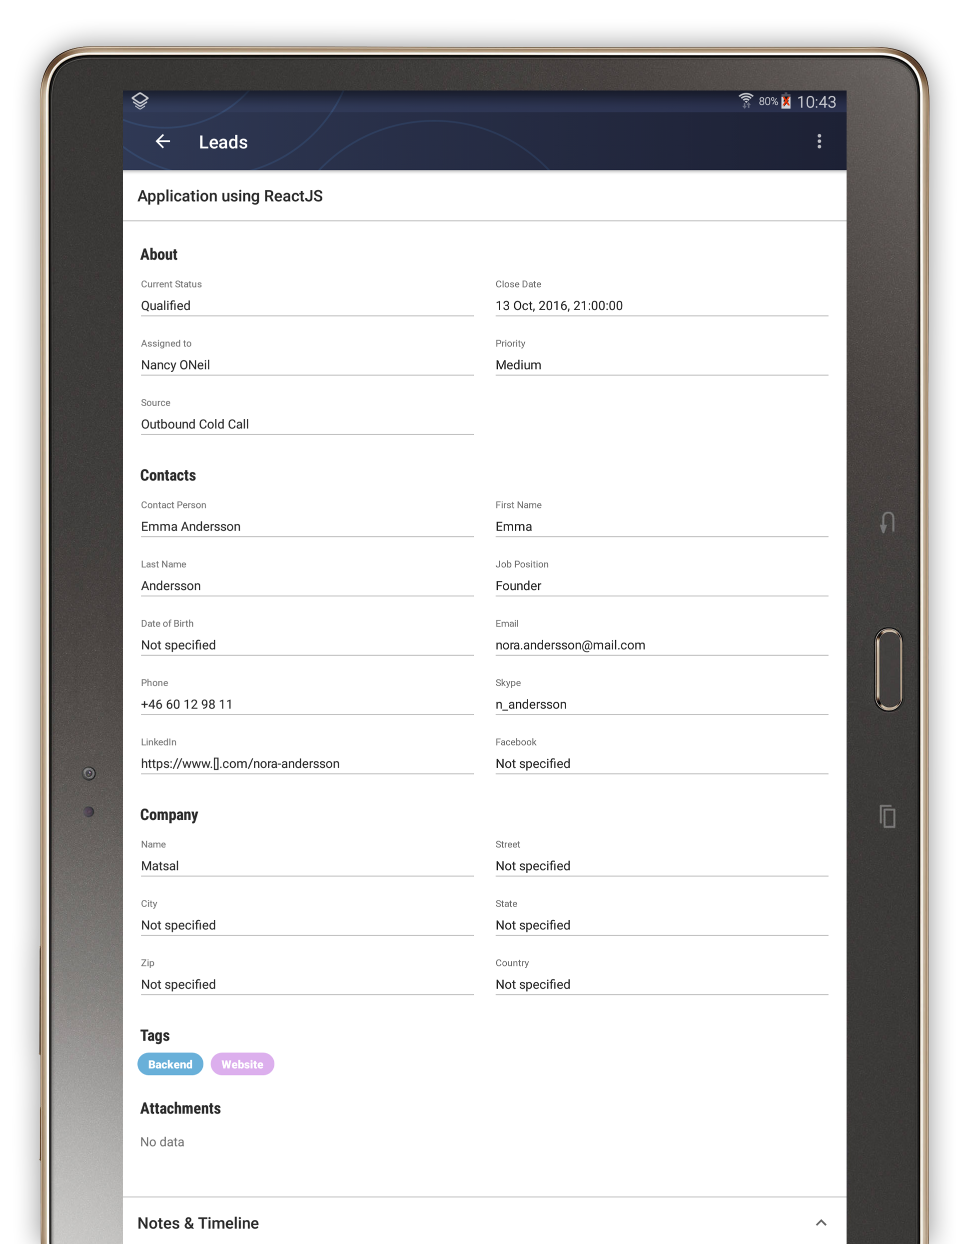 80% 10:43
Leads
Application using ReactJS
About
Current Status Close Date
Qualified 13 Oct, 2016, 21:00:00
Assigned to Priority
Nancy ONeil Medium
Source
Outbound Cold Call
Contacts
Contact Person First Name
Emma Andersson Emma
Last Name Job Position
Andersson Founder
Date of Birth Email
Not specified nora.andersson@mail.com
Phone Skype
+46 60 12 98 11 n_andersson
LinkedIn Facebook
https://www.[].com/nora-andersson Not specified
Company
Name Street
Matsal Not specified
City State
Not specified Not specified
Zip Country
Not specified Not specified
Tags
Backend Website
Attachments
No data
Notes & Timeline